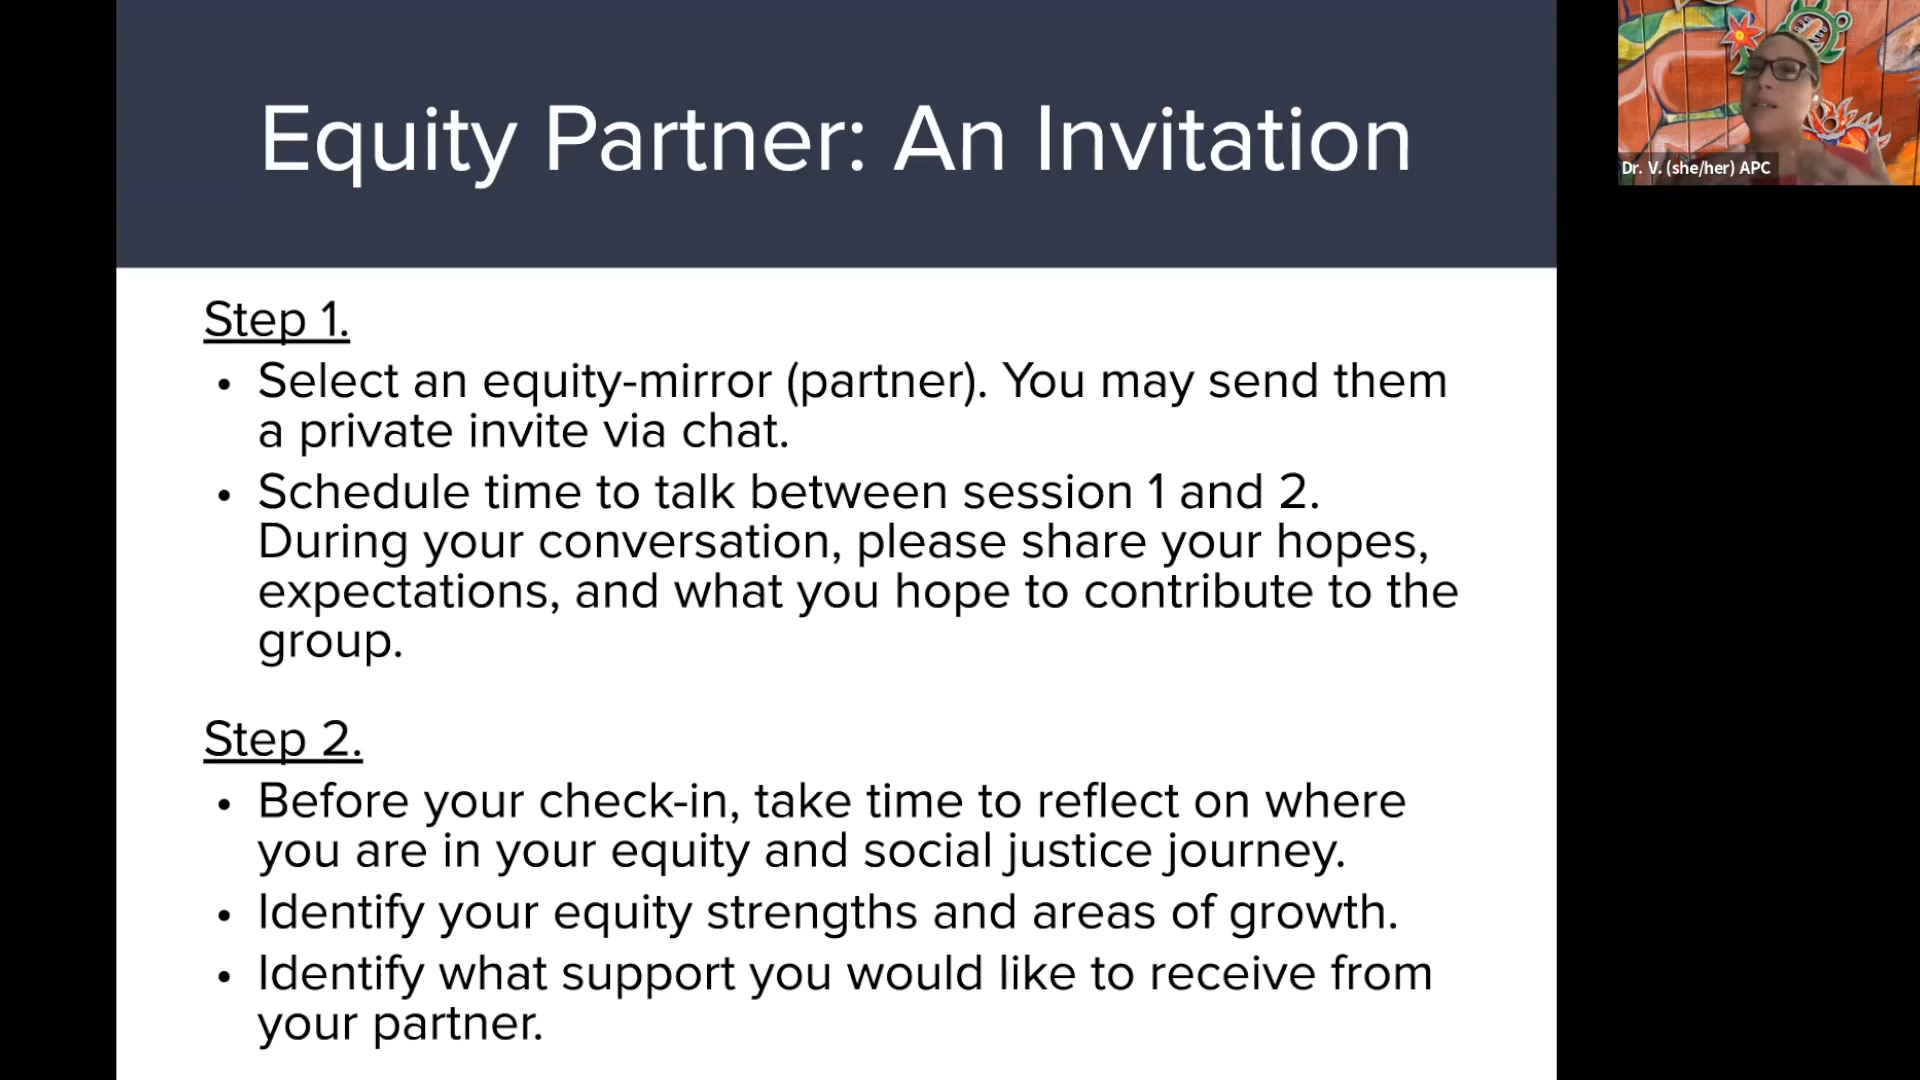 Equity Partner: An Invitation
Dr. V. (she/her) APC
Step 1.
• Select an equity-mirror (partner). You may send them
a private invite via chat.
• Schedule time to talk between session 1 and 2.
During your conversation, please share your hopes,
expectations, and what you hope to contribute to the
group.
Step 2.
• Before your check-in, take time to reflect on where
you are in your equity and social justice journey.
• Identify your equity strengths and areas of growth.
• Identify what support you would like to receive from
your partner.